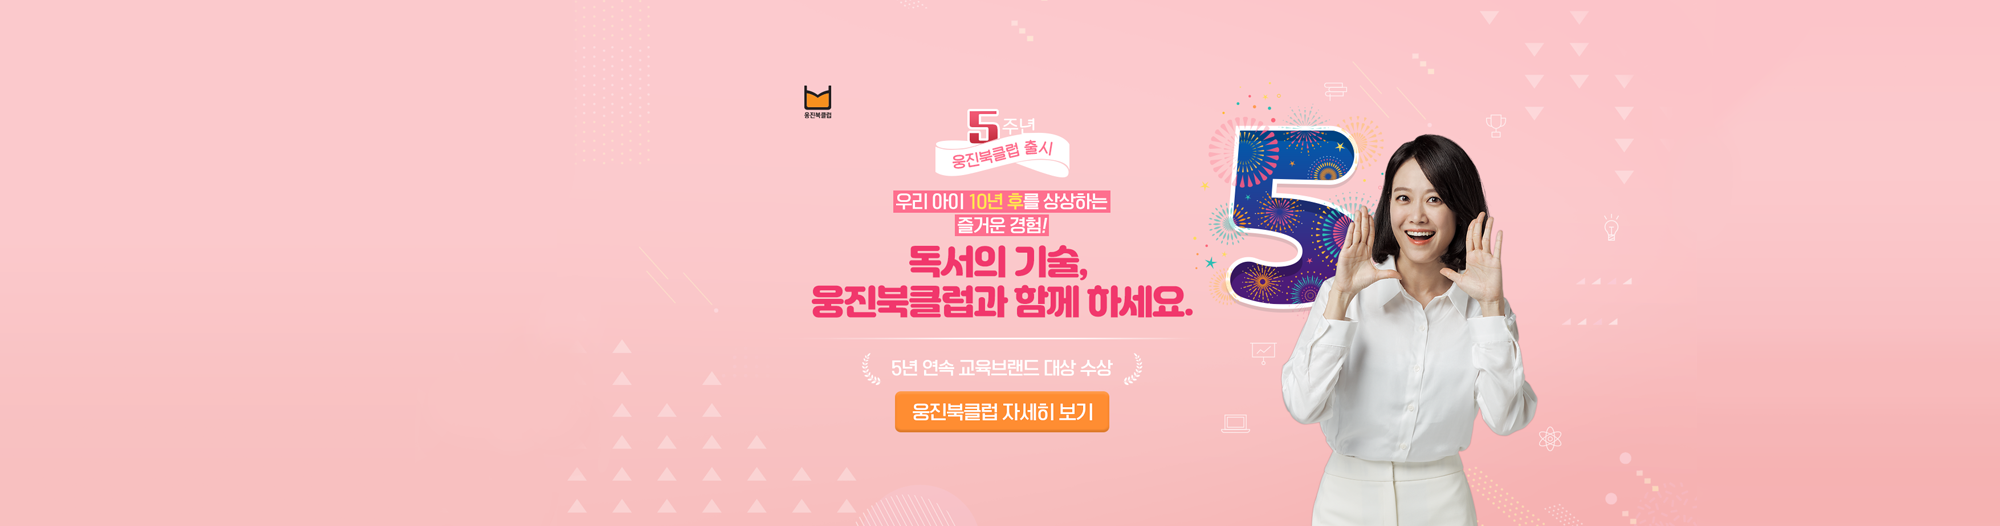 웅진북클럽
5주년
웅진북클럽 출시
우리 아이 10년 후를 상상하는
즐거운 경험!
독서의 기술,
웅진북클럽과 함께 하세요.
5년 연속 교육브랜드 대상 수상
웅진북클럽 자세히 보기
5